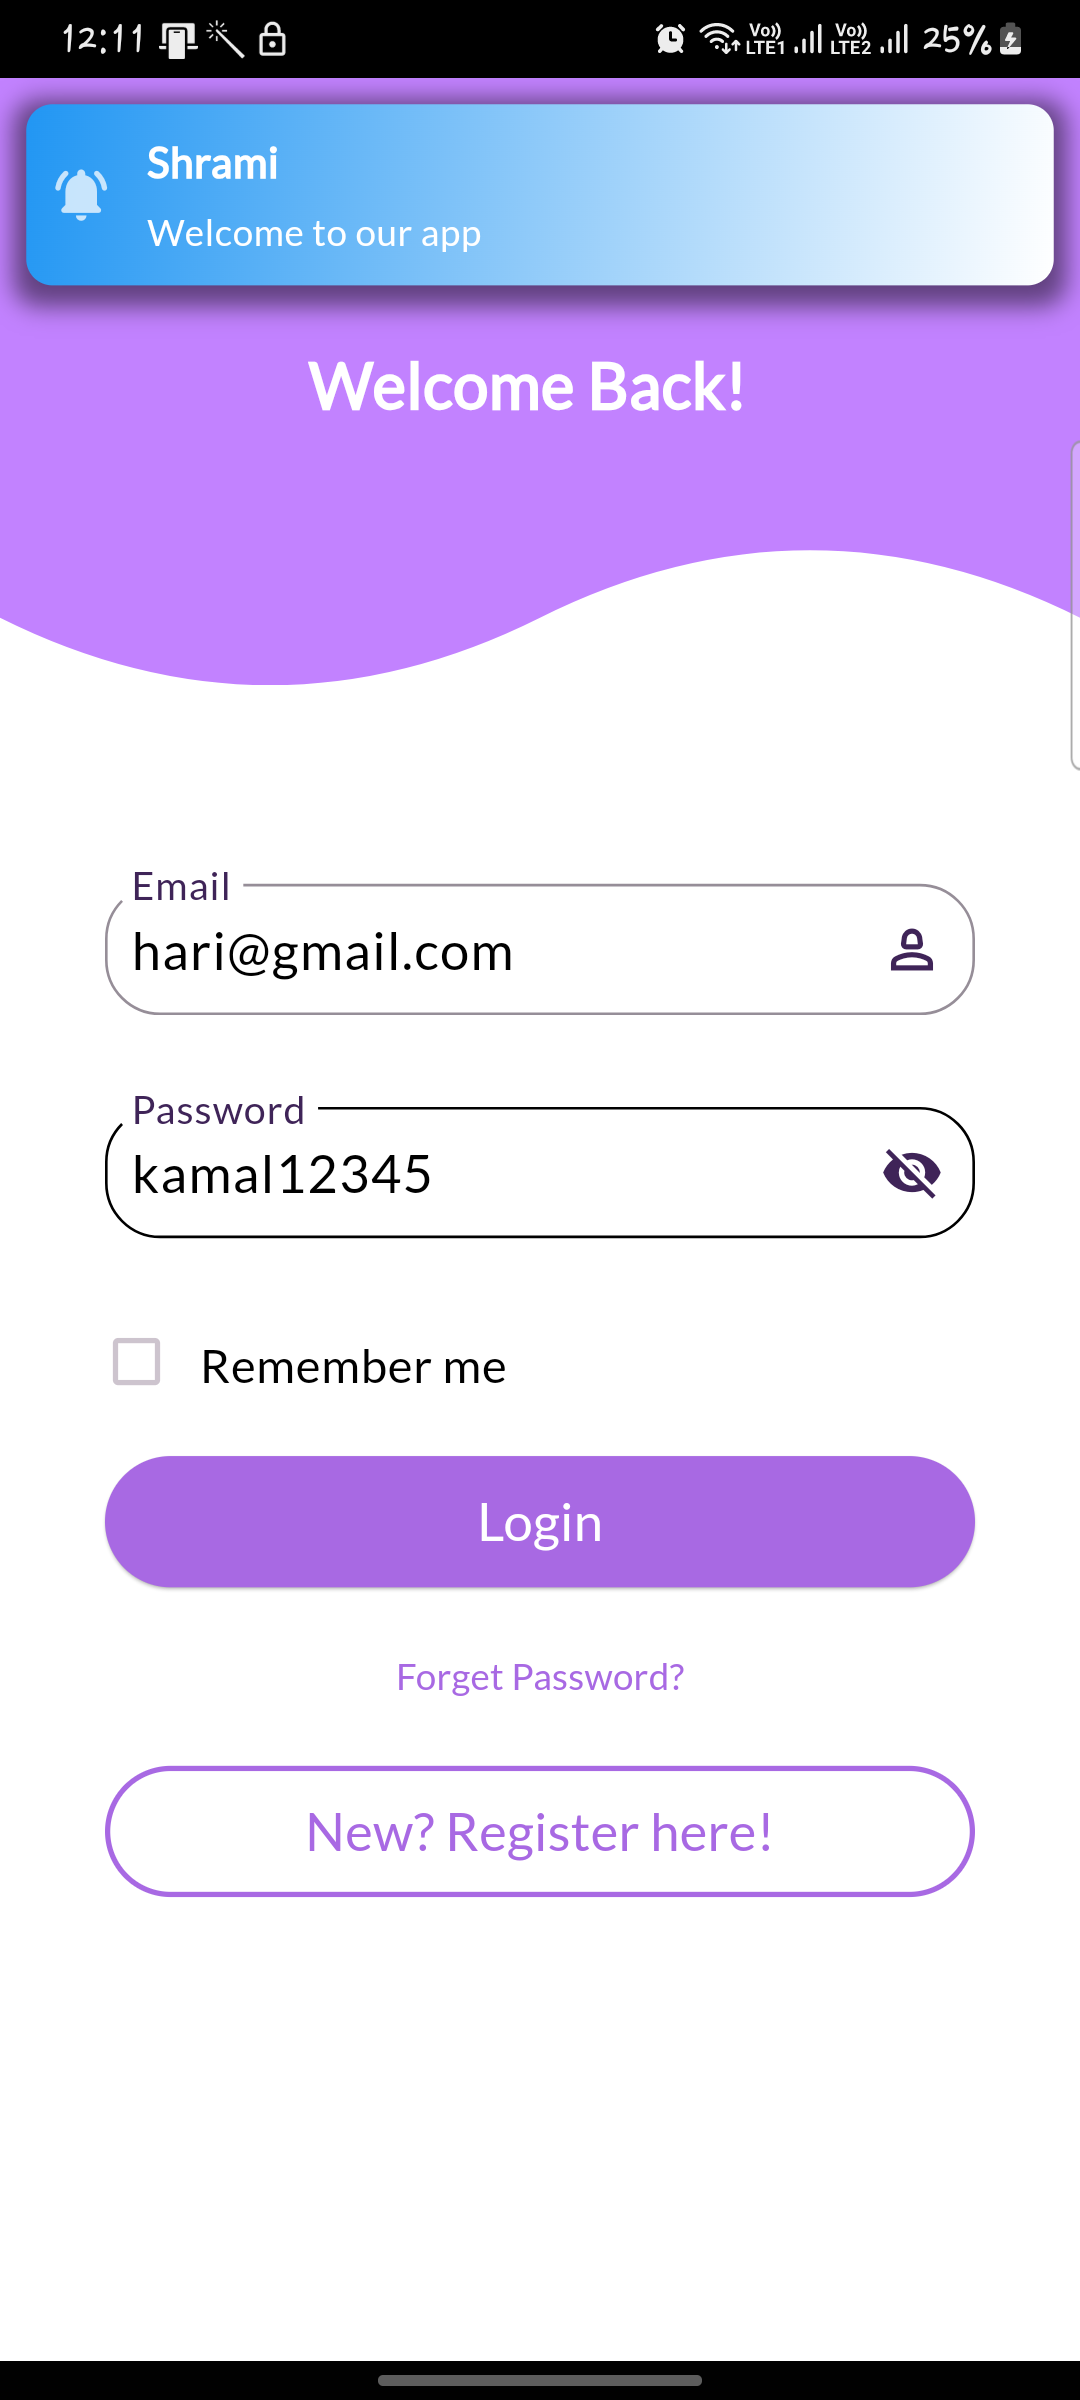 12:11 Vo)) LTE1 Vo)) LTE2 25%
Shrami
Welcome to our app
Welcome Back!
Email
hari@gmail.com
Password
kamal12345
Remember me
Login
Forget Password?
New? Register here!